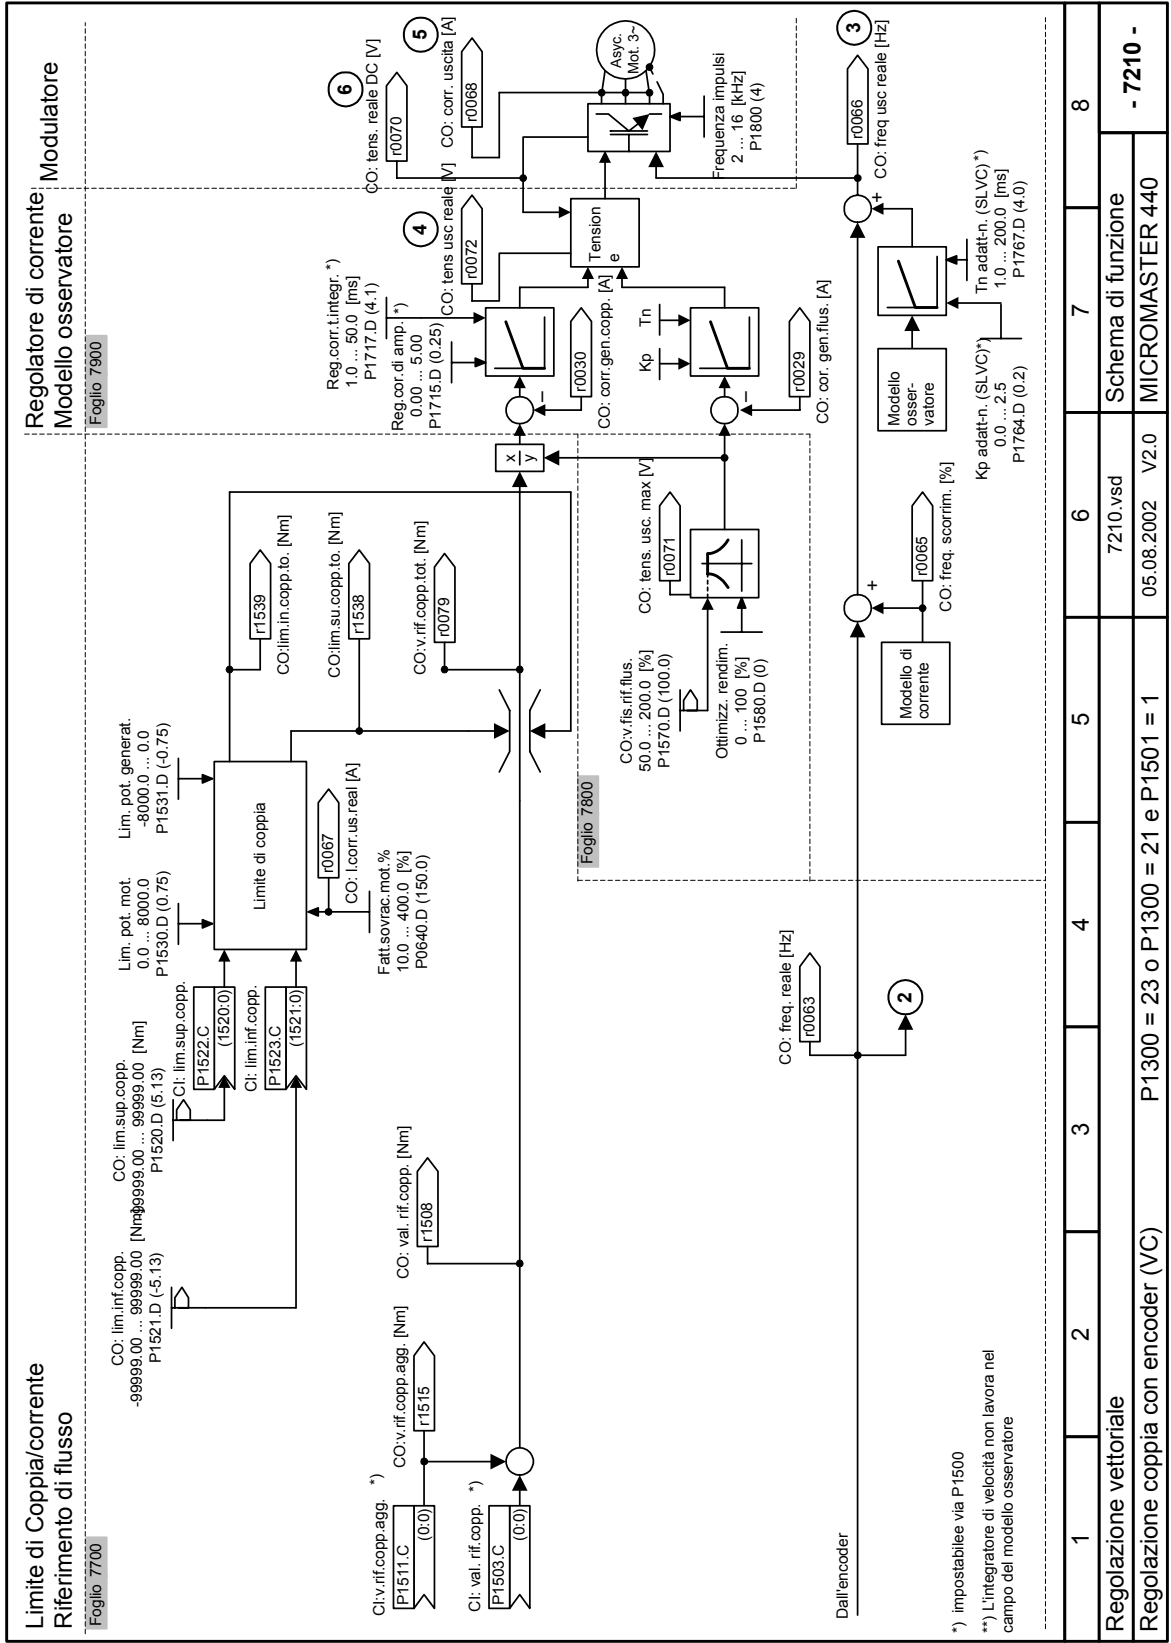 Limite di Coppia/corrente
Riferimento di flusso
Foglio 7700
Regolatore di corrente
Modello osservatore
Foglio 7900
Modulatore
CO: lim.inf.copp.
-99999.00 ... 99999.00 [Nm]
P1521.D (-5.13)
CO: lim.sup.copp.
-99999.00 ... 99999.00 [Nm]
P1520.D (5.13)
CI: lim.sup.copp.
P1522.C
(1520:0)
CI: lim.inf.copp.
P1523.C
(1521:0)
Lim. pot. mot.
0.0 ... 8000.0
P1530.D (0.75)
Lim. pot. generat.
-8000.0 ... 0.0
P1531.D (-0.75)
Limite di coppia
r0067
CO: l.corr.us.real [A]
Fatt.sovrac.mot.%
10.0 ... 400.0 [%]
P0640.D (150.0)
r1539
CO:lim.in.copp.to. [Nm]
CO:lim.su.copp.to. [Nm]
r1538
CO:v.rif.copp.tot. [Nm]
r0079
CI:v.rif.copp.agg. *)
P1511.C
(0:0)
CO:v.rif.copp.agg. [Nm]
r1515
CI: val. rif.copp. *)
P1503.C
(0:0)
CO: val. rif.copp. [Nm]
r1508
x
y
Reg.corr.t.integr. *)
1.0 ... 50.0 [ms]
P1717.D (4.1)
Reg.cor.di amp. *)
0.00 ... 5.00
P1715.D (0.25)
–
r0030
CO: corr.gen.copp. [A]
Kp
Tn
–
r0029
CO: cor. gen.flus. [A]
6
CO: tens. reale DC [V]
r0070
5
CO: corr. uscita [A]
r0068
4
CO: tens usc reale [V]
r0072
Tension
e
Asyc.
Mot. 3~
Frequenza impulsi
2 ... 16 [kHz]
P1800 (4)
Foglio 7800
CO:v.fis.rif.flus.
50.0 ... 200.0 [%]
P1570.D (100.0)
Ottimizz. rendim.
0 ... 100 [%]
P1580.D (0)
CO: tens. usc. max [V]
r0071
Dall'encoder
CO: freq. reale [Hz]
r0063
2
Modello di
corrente
+
r0065
CO: freq. scorrim. [%]
Modello
osser-
vatore
Kp adatt-n. (SLVC)*)
0.0 ... 2.5
P1764.D (0.2)
Tn adatt-n. (SLVC) *)
1.0 ... 200.0 [ms]
P1767.D (4.0)
+
3
r0066
CO: freq usc reale [Hz]
*) impostabilee via P1500
**) L'integratore di velocità non lavora nel
campo del modello osservatore
1 2 3 4 5 6 7 8
Regolazione vettoriale
7210.vsd
Schema di funzione
- 7210 -
Regolazione coppia con encoder (VC)
P1300 = 23 o P1300 = 21 e P1501 = 1
05.08.2002 V2.0
MICROMASTER 440